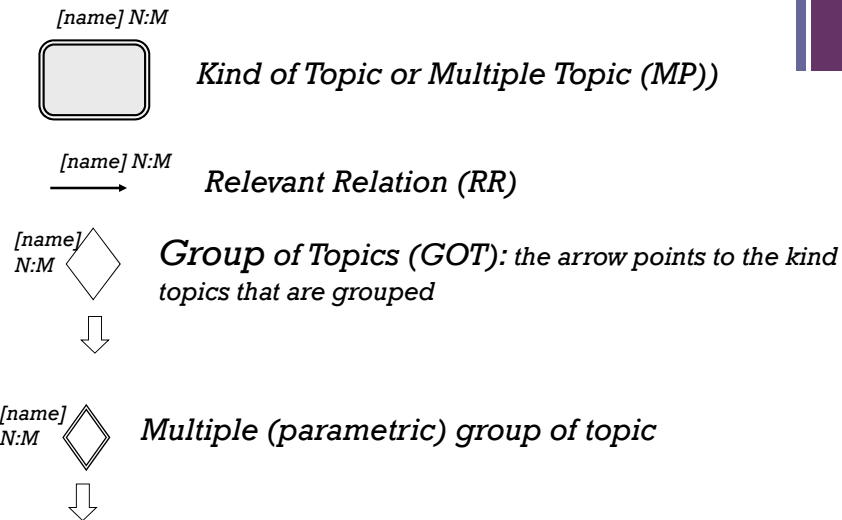 [name] N:M
Kind of Topic or Multiple Topic (MP))
[name] N:M
Relevant Relation (RR)
[name]
N:M
Group of Topics (GOT): the arrow points to the kind
topics that are grouped
[name]
N:M
Multiple (parametric) group of topic